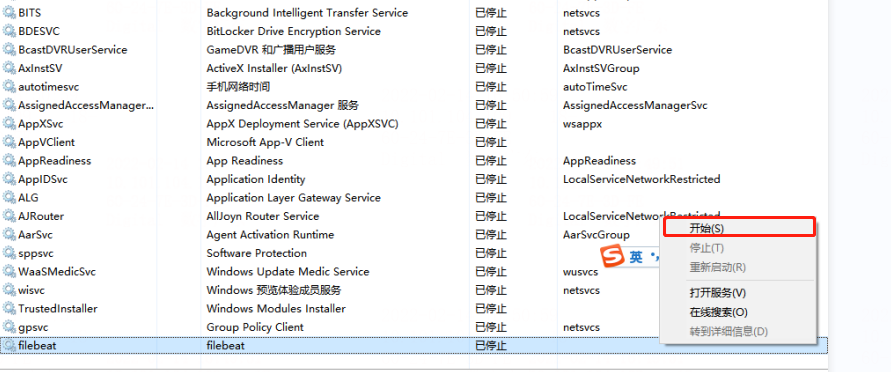 BITS Background Intelligent Transfer Service 已停止 netsvcs
BDESVC BitLocker Drive Encryption Service 已停止 netsvcs
BcastDVRUserService GameDVR 和广播用户服务 已停止 BcastDVRUserService
AxInstSV ActiveX Installer (AxInstSV) 已停止 AxInstSVGroup
autotimesvc 手机网络时间 已停止 autoTimeSvc
AssignedAccessManager... AssignedAccessManager 服务 已停止 AssignedAccessManagerSvc
AppXSvc AppX Deployment Service (AppXSVC) 已停止 wsappx
AppVClient Microsoft App-V Client 已停止
AppReadiness App Readiness 已停止 AppReadiness
AppIDSvc Application Identity 已停止 LocalServiceNetworkRestricted
ALG Application Layer Gateway Service 已停止
AJRouter AllJoyn Router Service 已停止 LocalServiceNetworkRestricted
AarSvc Agent Activation Runtime 已停止 AarSvcGroup
sppsvc Software Protection 已停止
WaaSMedicSvc Windows Update Medic Service 已停止 wusvcs
wisvc Windows 预览体验成员服务 已停止 netsvcs
TrustedInstaller Windows Modules Installer 已停止
gpsvc Group Policy Client 已停止 netsvcs
filebeat filebeat 已停止
开始(S)
停止(T)
重新启动(R)
打开服务(V)
在线搜索(O)
转到详细信息(D)
S 英